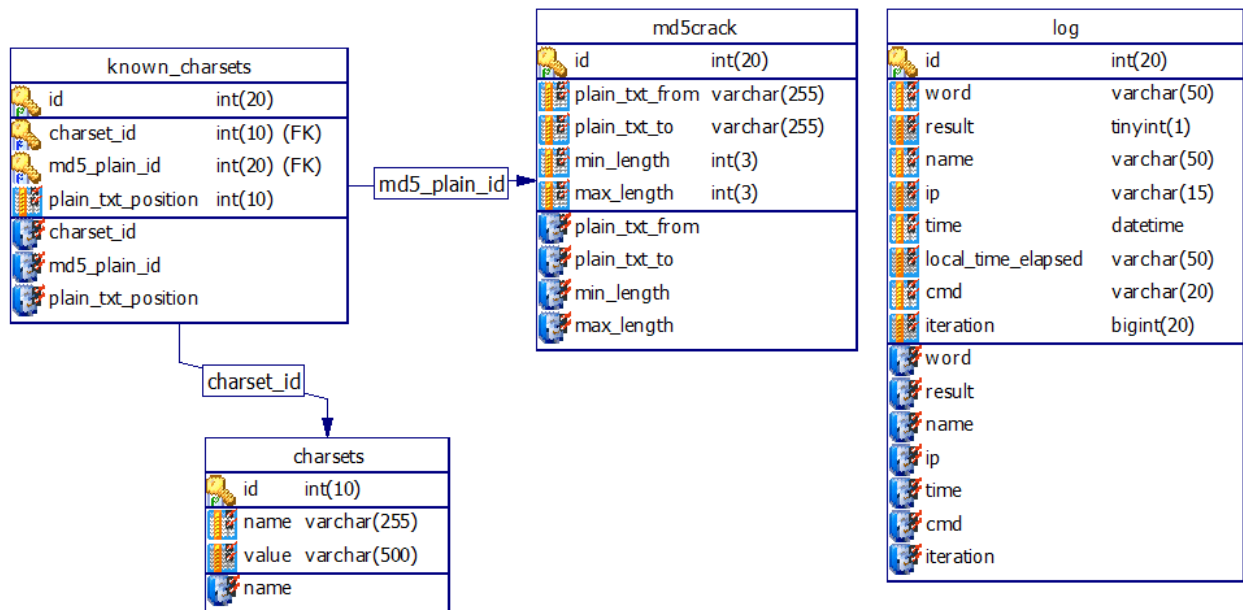 known_charsets
id int(20)
charset_id int(10) (FK)
md5_plain_id int(20) (FK)
plain_txt_position int(10)
charset_id
md5_plain_id
plain_txt_position
md5_plain_id
charset_id
charsets
id int(10)
name varchar(255)
value varchar(500)
name
md5crack
id int(20)
plain_txt_from varchar(255)
plain_txt_to varchar(255)
min_length int(3)
max_length int(3)
plain_txt_from
plain_txt_to
min_length
max_length
log
id int(20)
word varchar(50)
result tinyint(1)
name varchar(50)
ip varchar(15)
time datetime
local_time_elapsed varchar(50)
cmd varchar(20)
iteration bigint(20)
word
result
name
ip
time
cmd
iteration